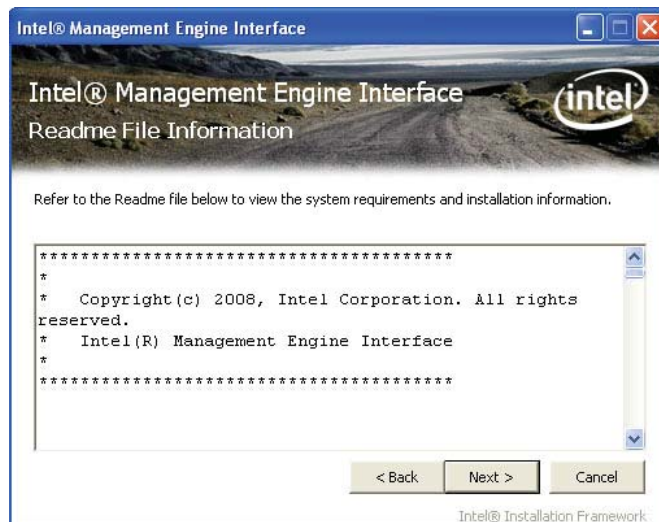 Intel® Management Engine Interface
Intel® Management Engine Interface
Readme File Information
intel
Refer to the Readme file below to view the system requirements and installation information.
****************************************
*
*   Copyright(c) 2008, Intel Corporation. All rights
reserved.
*   Intel(R) Management Engine Interface
*
****************************************
< Back
Next >
Cancel
Intel® Installation Framework